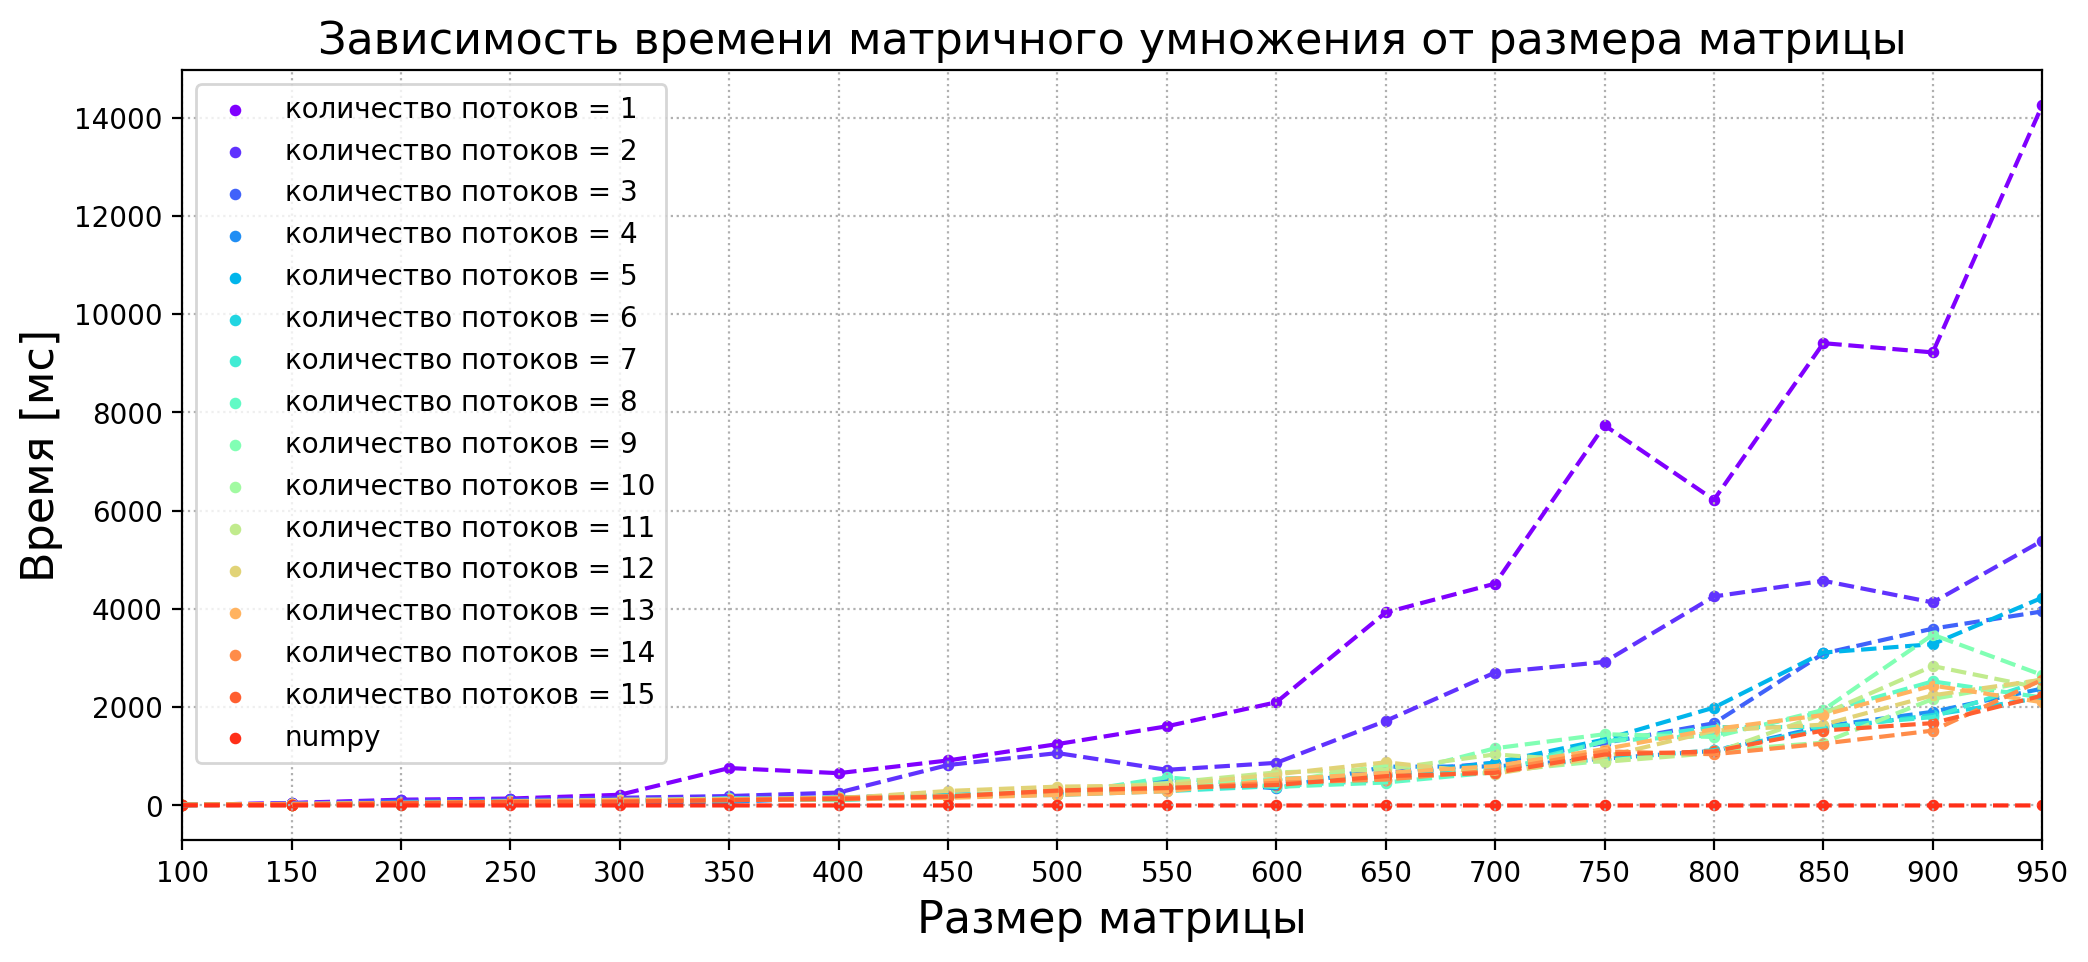 Зависимость времени матричного умножения от размера матрицы
Время [мс]
14000
12000
10000
8000
6000
4000
2000
0
количество потоков = 1
количество потоков = 2
количество потоков = 3
количество потоков = 4
количество потоков = 5
количество потоков = 6
количество потоков = 7
количество потоков = 8
количество потоков = 9
количество потоков = 10
количество потоков = 11
количество потоков = 12
количество потоков = 13
количество потоков = 14
количество потоков = 15
numpy
100 150 200 250 300 350 400 450 500 550 600 650 700 750 800 850 900 950
Размер матрицы